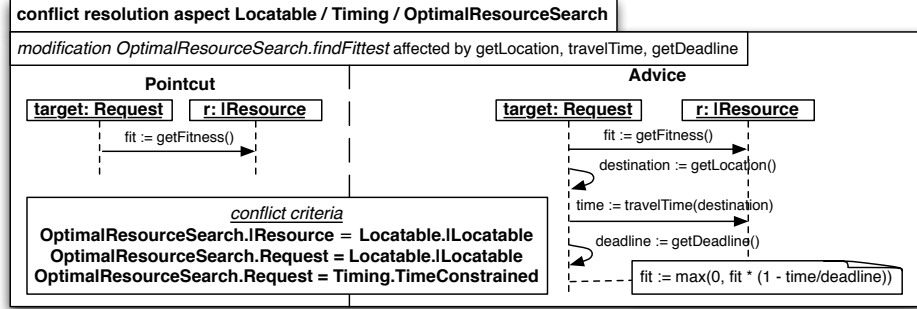 conflict resolution aspect Locatable / Timing / OptimalResourceSearch
modification OptimalResourceSearch.findFittest affected by getLocation, travelTime, getDeadline
Pointcut
target: Request r: IResource
fit := getFitness()
conflict criteria
OptimalResourceSearch.IResource = Locatable.ILocatable
OptimalResourceSearch.Request = Locatable.ILocatable
OptimalResourceSearch.Request = Timing.TimeConstrained
Advice
target: Request r: IResource
fit := getFitness()
destination := getLocation()
time := travelTime(destination)
deadline := getDeadline()
fit := max(0, fit * (1 - time/deadline))